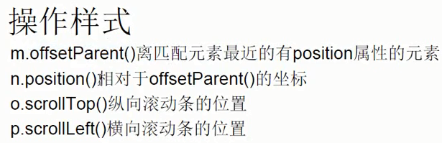 操作样式
m.offsetParent()离匹配元素最近的有position属性的元素
n.position()相对于offsetParent()的坐标
o.scrollTop()纵向滚动条的位置
p.scrollLeft()横向滚动条的位置